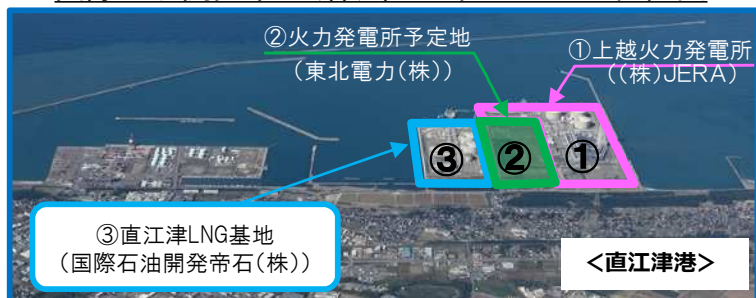 ②火力発電所予定地
（東北電力(株)）
①上越火力発電所
((株)JERA)
③
②
①
③直江津LNG基地
（国際石油開発帝石(株)）
<直江津港>